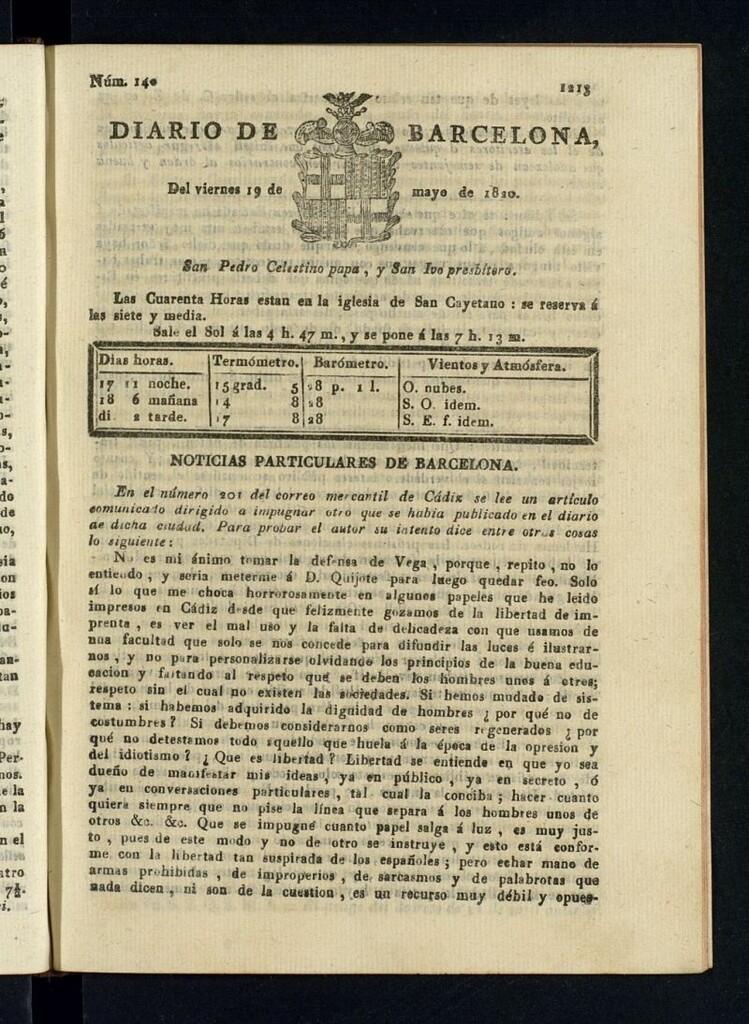 Núm. 140
1213
DIARIO DE BARCELONA,
Del viernes 19 de mayo de 1820.
San Pedro Celestino papa, y San Ivo presbítero.
Las Cuarenta Horas estan en la iglesia de San Cayetano : se reserva á
las siete y media.
Sale el Sol á las 4 h. 47 m., y se pone á las 7 h. 13 m.
Dias horas. Termómetro. Barómetro. Vientos y Atmósfera.
17 11 noche. 15 grad. 5 28 p. 1 l. O. nubes.
18 6 mañana 14 8 28 S. O. idem.
di. 2 tarde. 17 8 28 S. E. f. idem.
NOTICIAS PARTICULARES DE BARCELONA.
En el número 201 del correo mercantil de Cádiz se lee un artículo
comunicado dirigido a impugnar otro que se habia publicado en el diario
de dicha ciudad. Para probar el autor su intento dice entre otras cosas
lo siguiente :
No es mi ánimo tomar la defensa de Vega , porque , repito , no lo
entiendo , y seria meterme á D. Quijote para luego quedar feo. Solo
sí lo que me choca horrorosamente en algunos papeles que he leido
impresos en Cádiz desde que felizmente gozamos de la libertad de im-
prenta , es ver el mal uso y la falta de delicadeza con que usamos de
una facultad que solo se nos concede para difundir las luces é ilustrar-
nos , y no para personalizarse olvidando los principios de la buena edu-
cacion y faltando al respeto que se deben los hombres unos á otros;
respeto sin el cual no existen las sociedades. Si hemos mudado de sis-
tema : si habemos adquirido la dignidad de hombres ¿ por qué no de
costumbres ? Si debemos considerarnos como seres regenerados ¿ por
qué no detestamos todo aquello que huela á la época de la opresion y
del idiotismo ? ¿ Que es libertad ? Libertad se entiende en que yo sea
dueño de manifestar mis ideas , ya en público , ya en secreto , ó
ya en conversaciones particulares , tal cual la conciba ; hacer cuanto
quiera siempre que no pise la línea que separa á los hombres unos de
otros &c. &c. Que se impugne cuanto papel salga á luz , es muy jus-
to , pues de este modo y no de otro se instruye , y esto está confor-
me con la libertad tan suspirada de los españoles ; pero echar mano de
armas prohibidas , de improperios , de sarcasmos y de palabrotas que
nada dicen , ni son de la cuestion , es un recurso muy débil y opues-